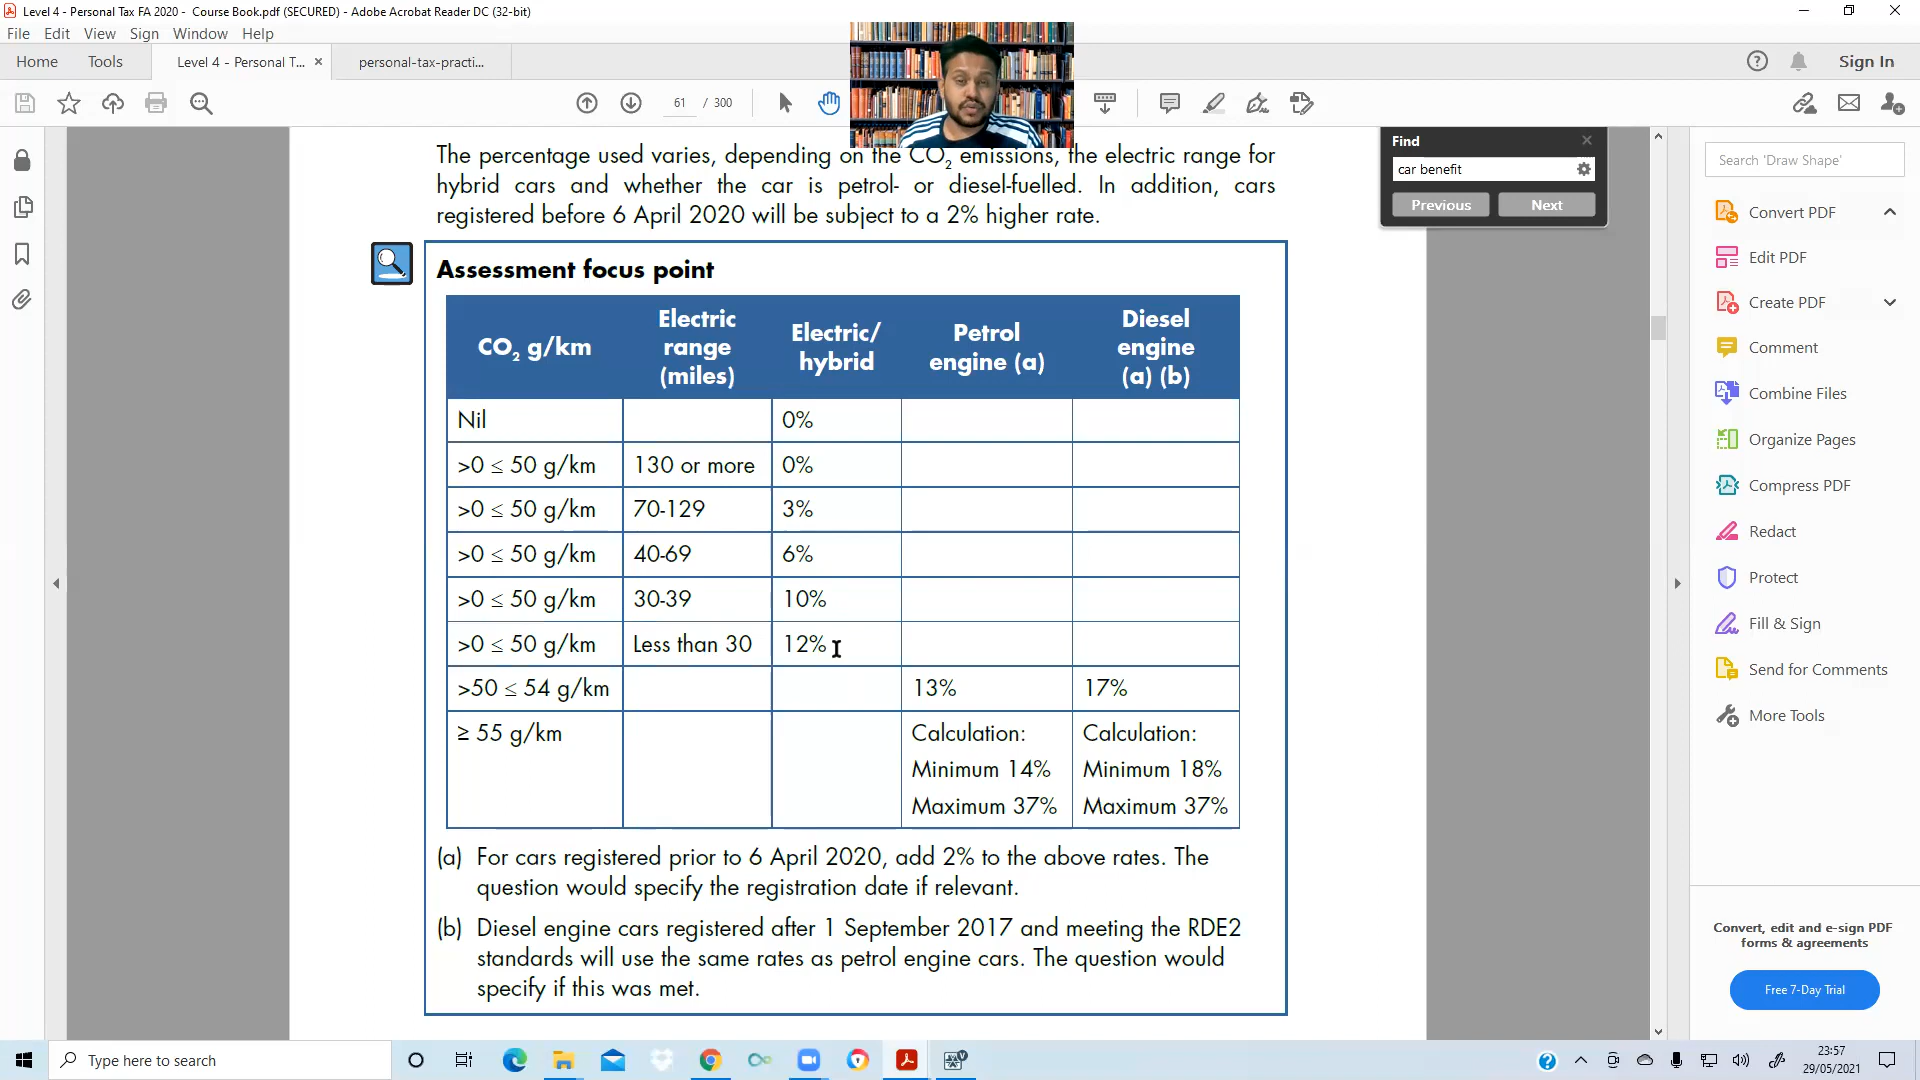 Level 4 - Personal Tax FA 2020 - Course Book.pdf (SECURED) - Adobe Acrobat Reader DC (32-bit)
File Edit View Sign Window Help
Home Tools Level 4 - Personal T... × personal-tax-practi... Sign In
61 / 300
The percentage used varies, depending on the CO2 emissions, the electric range for
hybrid cars and whether the car is petrol- or diesel-fuelled. In addition, cars
registered before 6 April 2020 will be subject to a 2% higher rate.
Assessment focus point
CO2 g/km
Electric range (miles)
Electric/ hybrid
Petrol engine (a)
Diesel engine (a) (b)
Nil 0%
>0 ≤ 50 g/km 130 or more 0%
>0 ≤ 50 g/km 70-129 3%
>0 ≤ 50 g/km 40-69 6%
>0 ≤ 50 g/km 30-39 10%
>0 ≤ 50 g/km Less than 30 12%
>50 ≤ 54 g/km 13% 17%
≥ 55 g/km Calculation: Calculation:
Minimum 14% Minimum 18%
Maximum 37% Maximum 37%
(a) For cars registered prior to 6 April 2020, add 2% to the above rates. The
question would specify the registration date if relevant.
(b) Diesel engine cars registered after 1 September 2017 and meeting the RDE2
standards will use the same rates as petrol engine cars. The question would
specify if this was met.
Find
car benefit
Previous Next
Search 'Draw Shape'
Convert PDF
Edit PDF
Create PDF
Comment
Combine Files
Organize Pages
Compress PDF
Redact
Protect
Fill & Sign
Send for Comments
More Tools
Convert, edit and e-sign PDF
forms & agreements
Free 7-Day Trial
Type here to search
23:57
29/05/2021